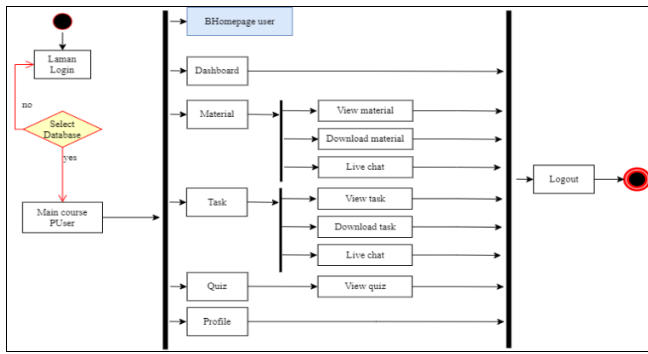 Laman
Login
no
Select
Database
yes
Main course
PUser
BHomepage user
Dashboard
Material
View material
Download material
Live chat
Task
View task
Download task
Live chat
Quiz
View quiz
Profile
Logout